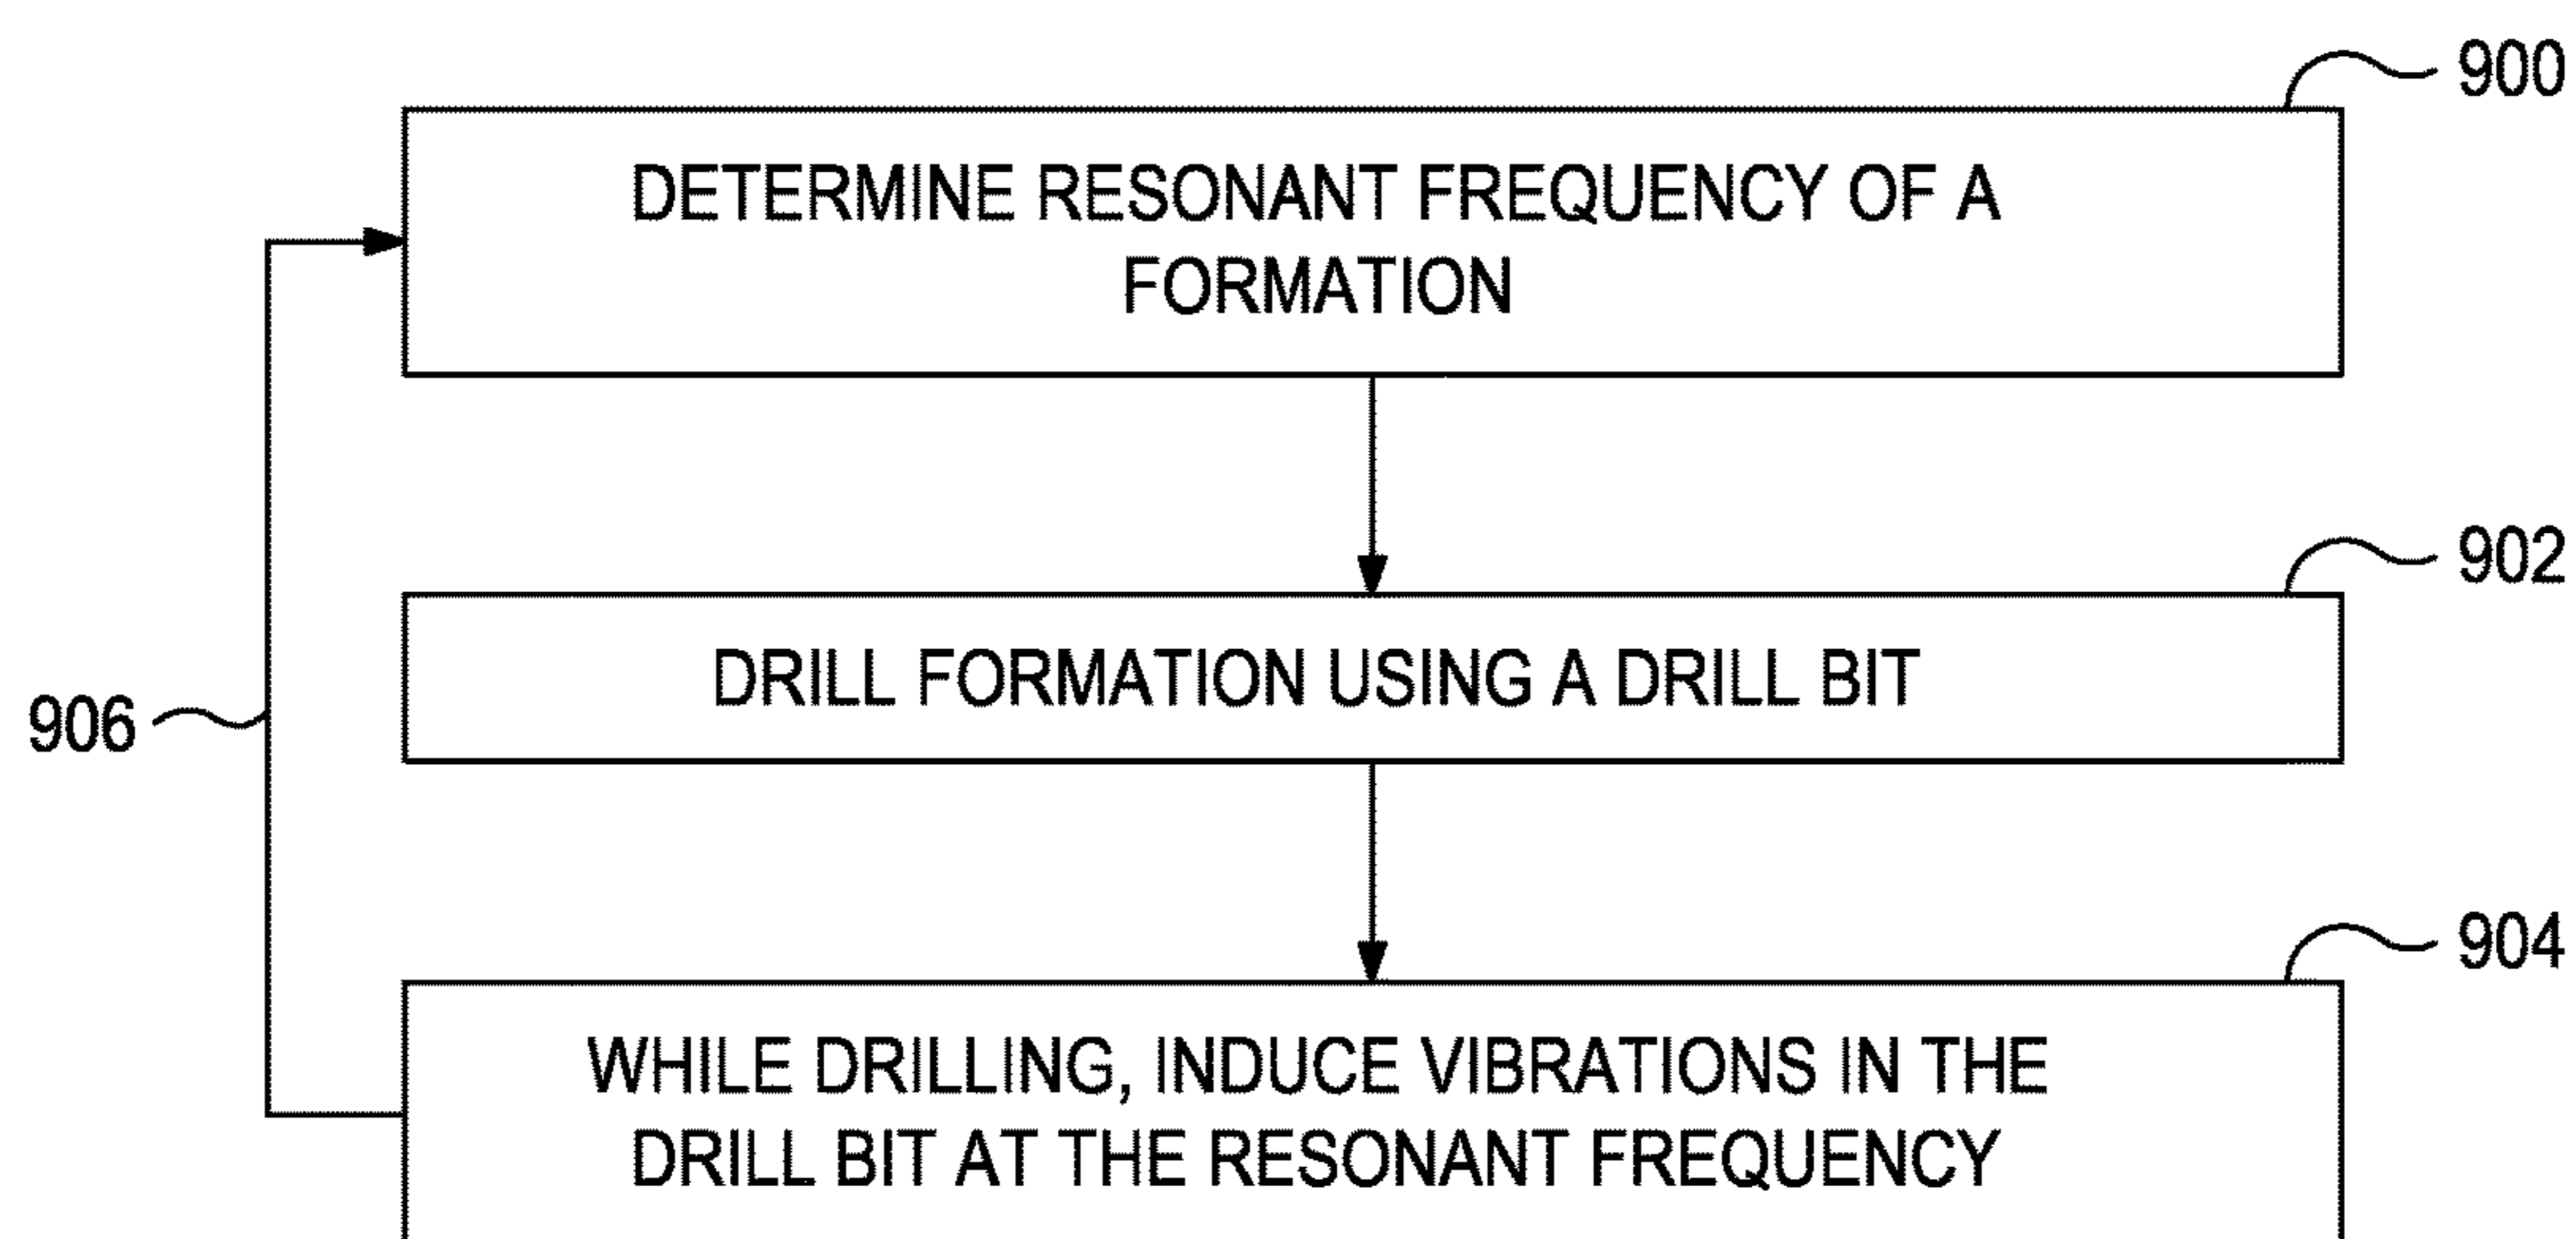 900
DETERMINE RESONANT FREQUENCY OF A
FORMATION
902
DRILL FORMATION USING A DRILL BIT
906
904
WHILE DRILLING, INDUCE VIBRATIONS IN THE
DRILL BIT AT THE RESONANT FREQUENCY